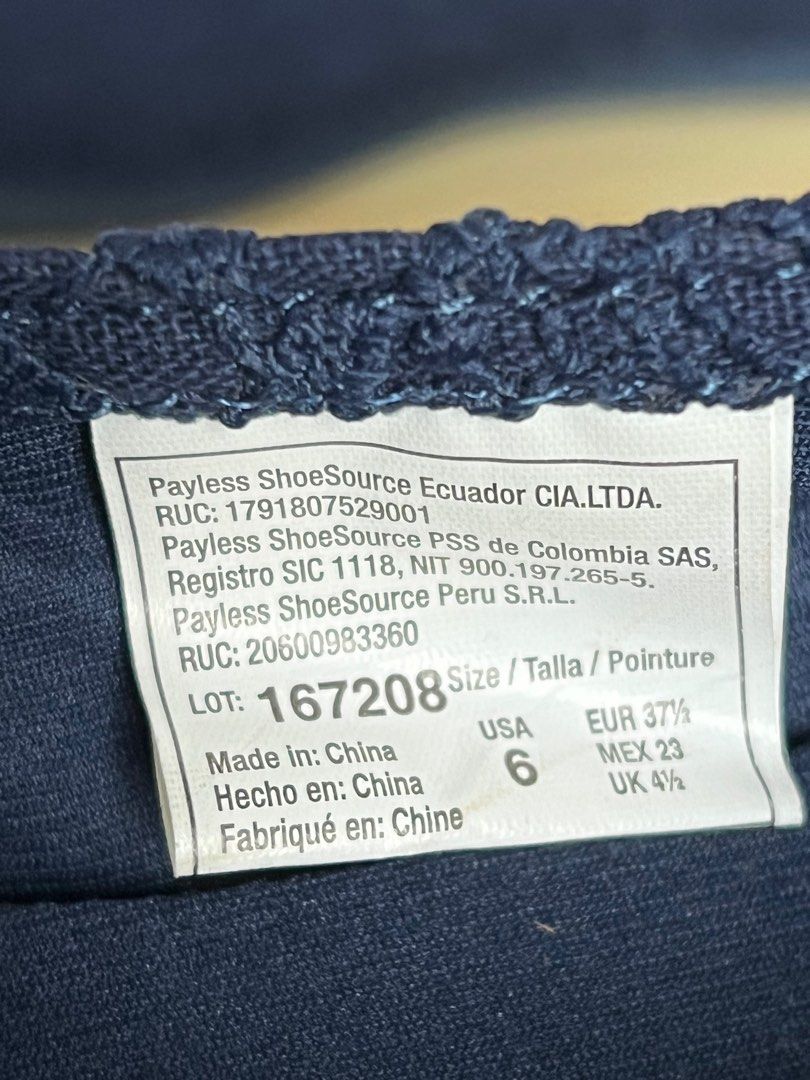 Payless ShoeSource Ecuador CIA.LTDA.
RUC: 1791807529001
Payless ShoeSource PSS de Colombia SAS,
Registro SIC 1118, NIT 900.197.265-5.
Payless ShoeSource Peru S.R.L.
RUC: 20600983360
LOT: 167208 Size / Talla / Pointure
Made in: China
Hecho en: China
Fabriqué en: Chine
USA
6
EUR 37½
MEX 23
UK 4½